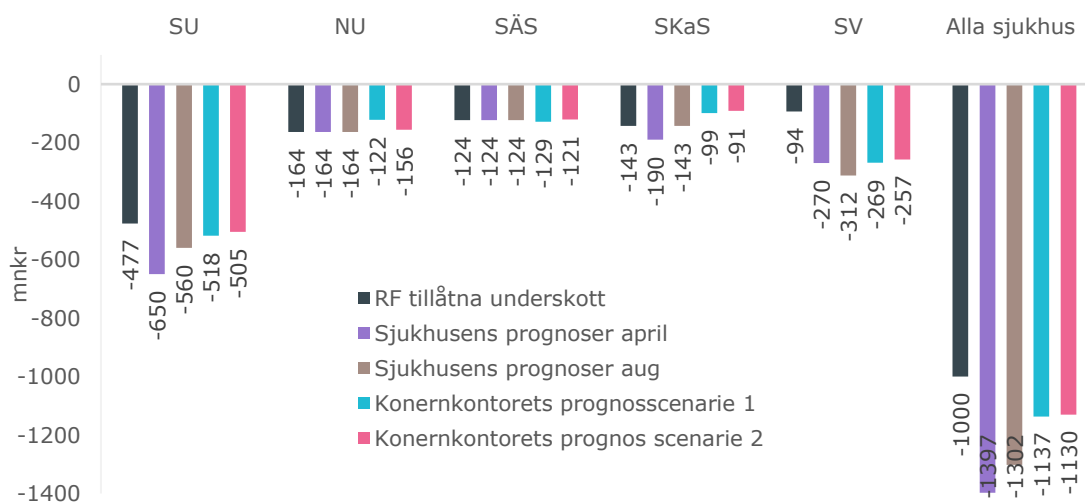 SU NU SÄS SKaS SV Alla sjukhus
0
-200
-400
-600
-800
-1000
-1200
-1400
mnkr
-477 -650 -560 -518 -505
-164 -164 -164 -122 -156
-124 -124 -124 -129 -121
-143 -190 -143 -99 -91
-94 -270 -312 -269 -257
-1000 -1397 -1302 -1137 -1130
RF tillåtna underskott
Sjukhusens prognoser april
Sjukhusens prognoser aug
Konernkontorets prognosscenarie 1
Konernkontorets prognos scenarie 2